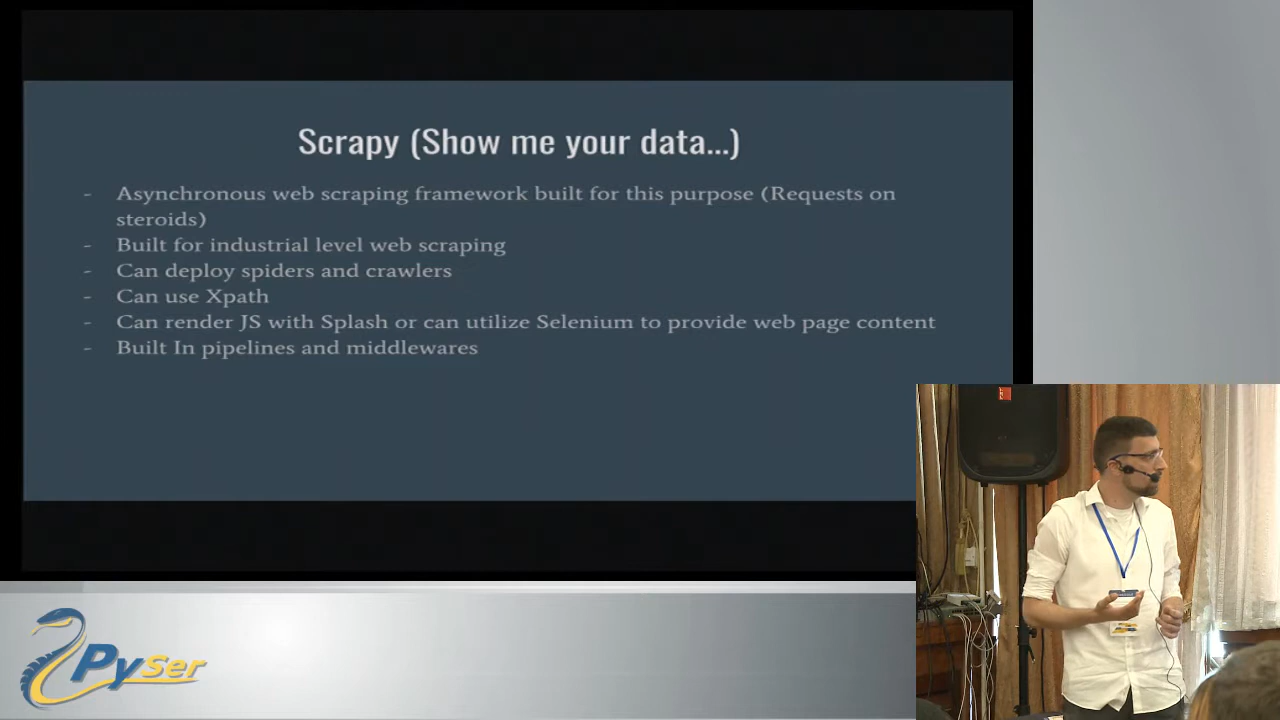 Scrapy (Show me your data...)
- Asynchronous web scraping framework built for this purpose (Requests on
steroids)
- Built for industrial level web scraping
- Can deploy spiders and crawlers
- Can use Xpath
- Can render JS with Splash or can utilize Selenium to provide web page content
- Built In pipelines and middlewares
PySer